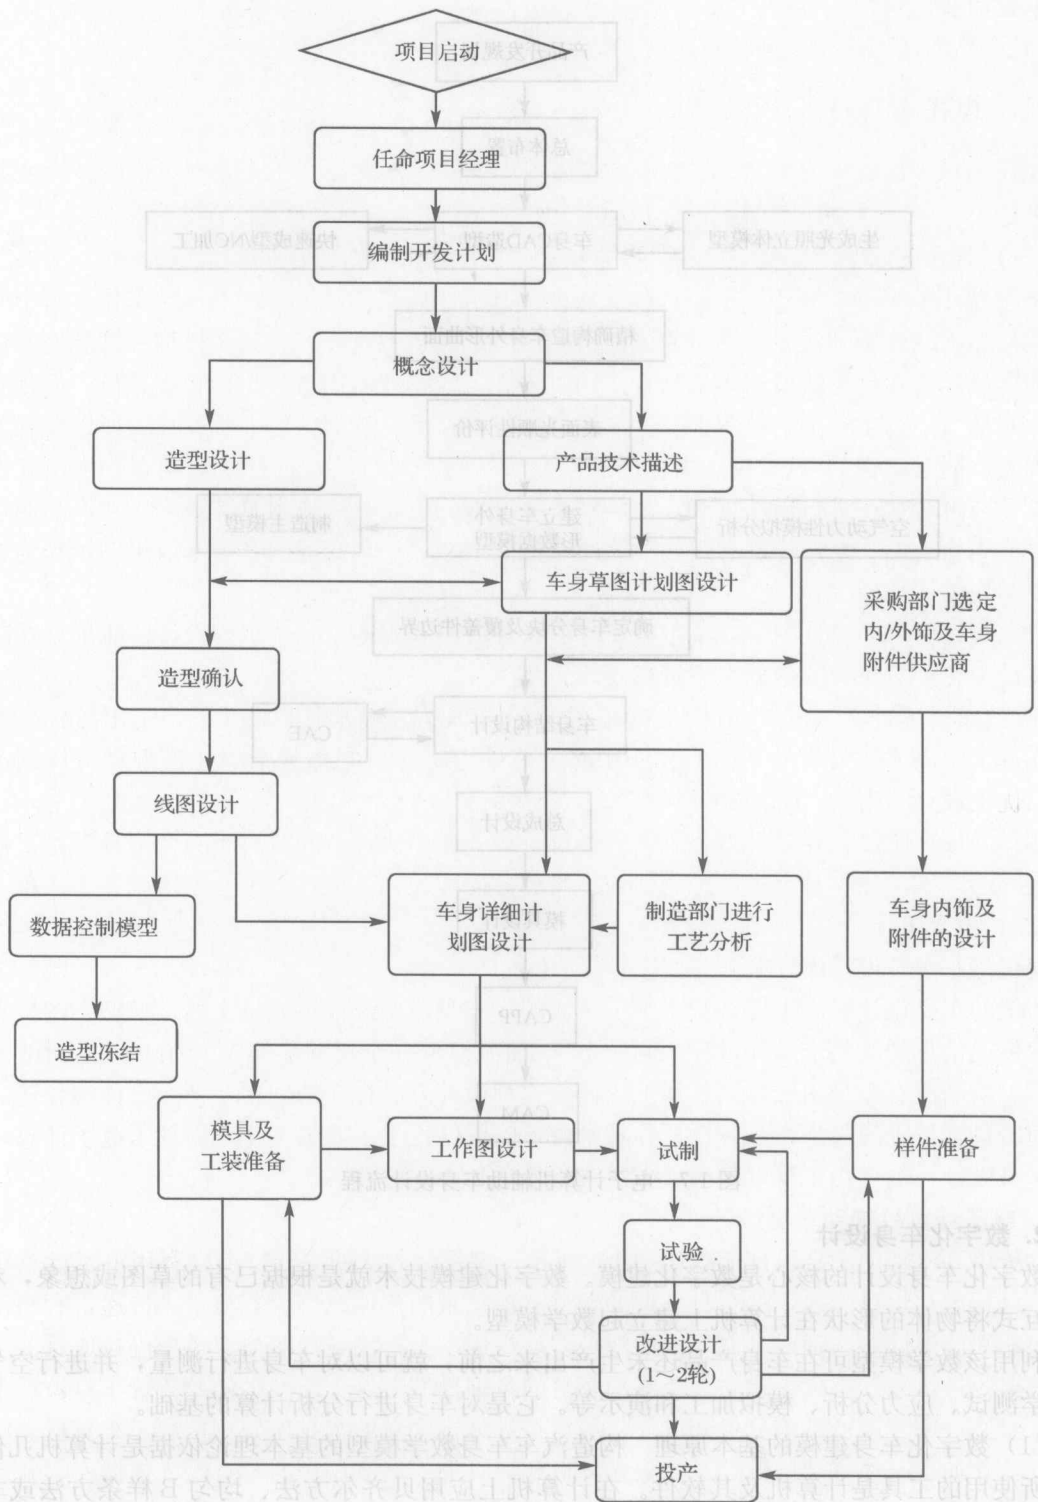 项目启动
任命项目经理
编制开发计划
概念设计
造型设计
产品技术描述
车身草图计划图设计
采购部门选定
内/外饰及车身
附件供应商
造型确认
线图设计
数据控制模型
车身详细计
划图设计
制造部门进行
工艺分析
车身内饰及
附件的设计
造型冻结
模具及
工装准备
工作图设计
试制
样件准备
试验
改进设计
(1～2轮)
投产